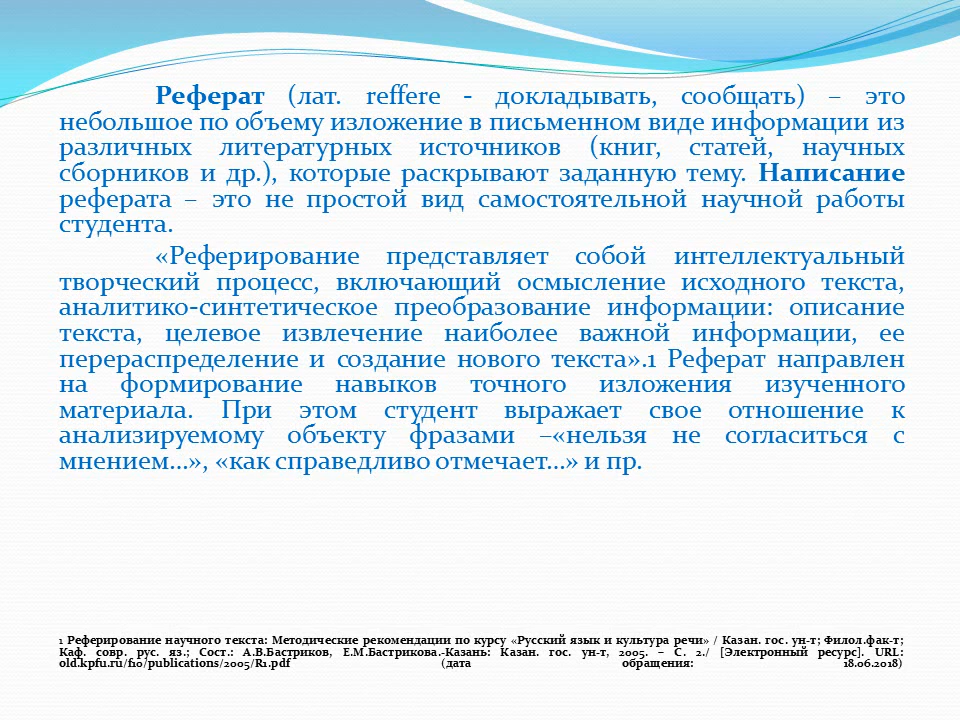 Реферат (лат. reffere - докладывать, сообщать) – это
небольшое по объему изложение в письменном виде информации из
различных литературных источников (книг, статей, научных
сборников и др.), которые раскрывают заданную тему. Написание
реферата – это не простой вид самостоятельной научной работы
студента.
«Реферирование представляет собой интеллектуальный
творческий процесс, включающий осмысление исходного текста,
аналитико-синтетическое преобразование информации: описание
текста, целевое извлечение наиболее важной информации, ее
перераспределение и создание нового текста».1 Реферат направлен
на формирование навыков точного изложения изученного
материала. При этом студент выражает свое отношение к
анализируемому объекту фразами –«нельзя не согласиться с
мнением...», «как справедливо отмечает...» и пр.
1 Реферирование научного текста: Методические рекомендации по курсу «Русский язык и культура речи» / Казан. гос. ун-т; Филол.фак-т;
Каф. совр. рус. яз.; Сост.: А.В.Бастриков, Е.М.Бастрикова.-Казань: Казан. гос. ун-т, 2005. – С. 2./ [Электронный ресурс]. URL:
old.kpfu.ru/f10/publications/2005/R1.pdf (дата обращения: 18.06.2018)